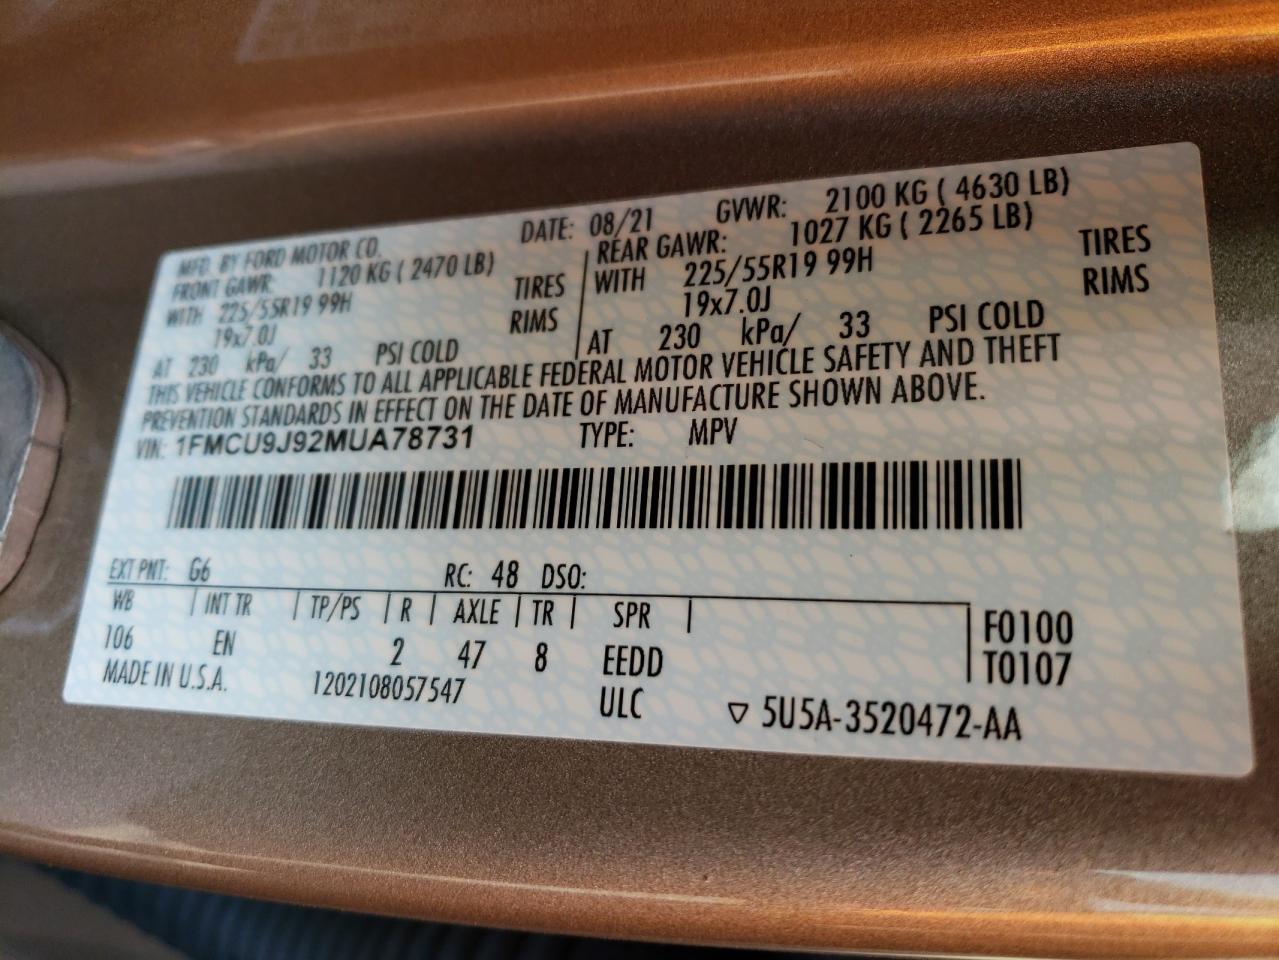 MFD. BY FORD MOTOR CO. DATE: 08/21 GVWR: 2100 KG ( 4630 LB)
FRONT GAWR: 1120 KG ( 2470 LB) REAR GAWR: 1027 KG ( 2265 LB)
WITH 225/55R19 99H TIRES WITH 225/55R19 99H TIRES
19x7.0J RIMS 19x7.0J RIMS
AT 230 kPa/ 33 PSI COLD AT 230 kPa/ 33 PSI COLD
THIS VEHICLE CONFORMS TO ALL APPLICABLE FEDERAL MOTOR VEHICLE SAFETY AND THEFT
PREVENTION STANDARDS IN EFFECT ON THE DATE OF MANUFACTURE SHOWN ABOVE.
VIN: 1FMCU9J92MUA78731 TYPE: MPV
EXT PNT: G6 RC: 48 DSO:
WB INT TR TP/PS R AXLE TR SPR F0100
106 EN 2 47 8 EEDD T0107
MADE IN U.S.A. 1202108057547 ULC ▽ 5U5A-3520472-AA